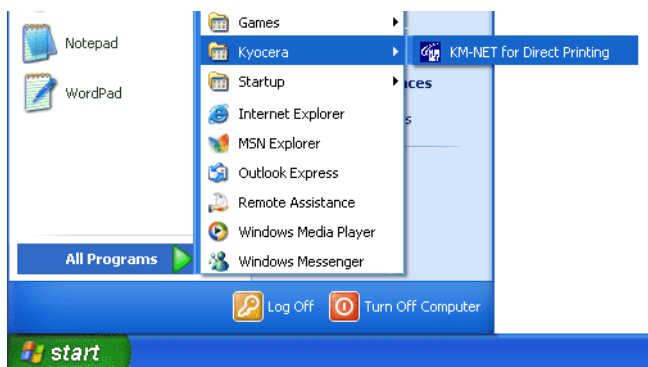 Notepad
WordPad
All Programs
Games
Kyocera
Startup
Internet Explorer
MSN Explorer
Outlook Express
Remote Assistance
Windows Media Player
Windows Messenger
KM-NET for Direct Printing
Log Off
Turn Off Computer
start